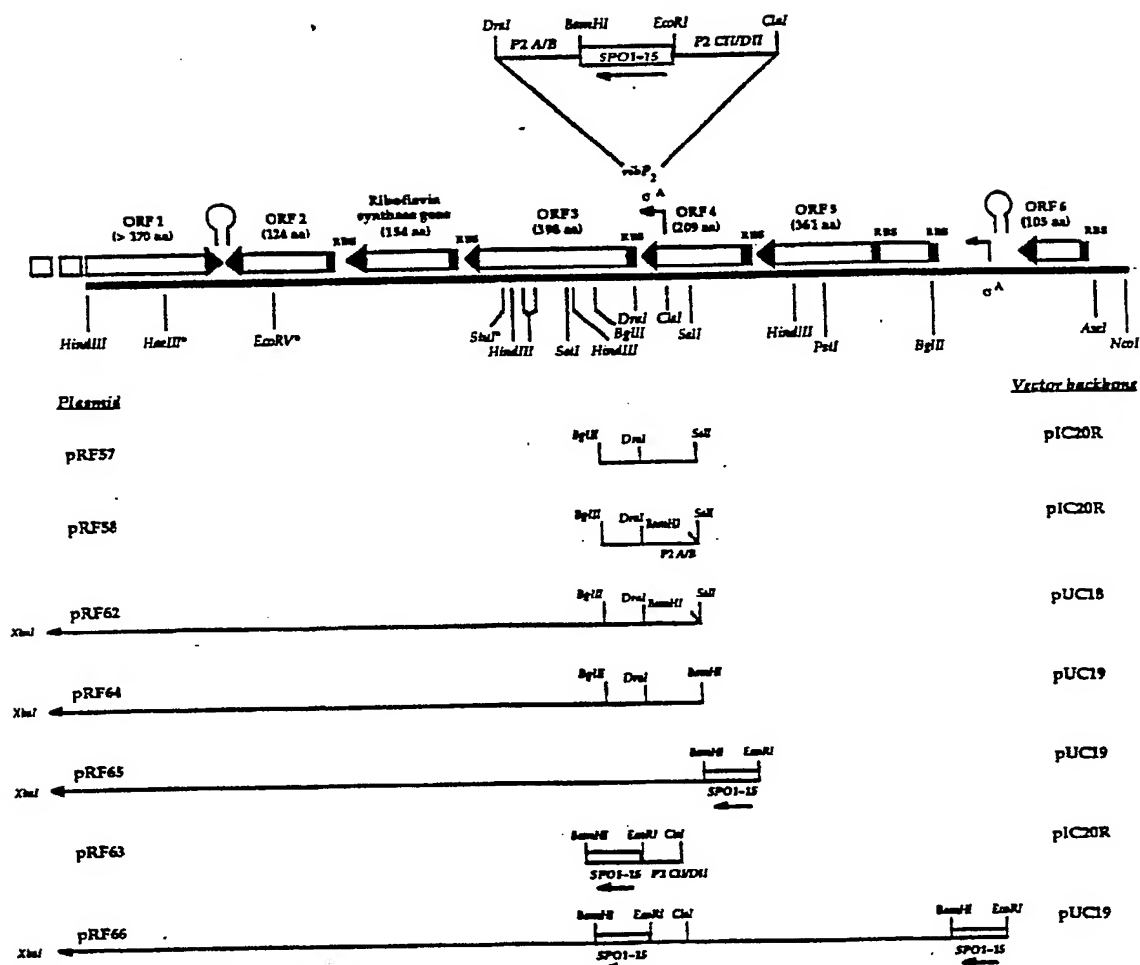 DraI BamHI EcoRI ClaI
P2 A/B P2 CII/DII
SPO1-15
ribP2
σA
ORF 1 ORF 2 Riboflavin synthase gene ORF 3 ORF 4 ORF 5 ORF 6
(> 170 aa) (124 aa) (154 aa) (398 aa) (209 aa) (361 aa) (105 aa)
RBS RBS RBS RBS RBS RBS RBS
σA
HindIII HaeIII* EcoRV* StuI* HindIII SalI HindIII BglII DraI ClaI SalI HindIII PstI BglII AscI NcoI
Plasmid Vector backbone
BglII DraI SalI
pRF57 pIC20R
BglII DraI BamHI SalI
pRF58 pIC20R
P2 A/B
BglII DraI BamHI SalI
pRF62 pUC18
XbaI
BglII DraI BamHI
pRF64 pUC19
XbaI
BamHI EcoRI
pRF65 pUC19
XbaI
SPO1-15
BamHI EcoRI ClaI
pRF63 pIC20R
SPO1-15 P2 CII/DII
BamHI EcoRI ClaI BamHI EcoRI
pRF66 pUC19
XbaI
SPO1-15 SPO1-15